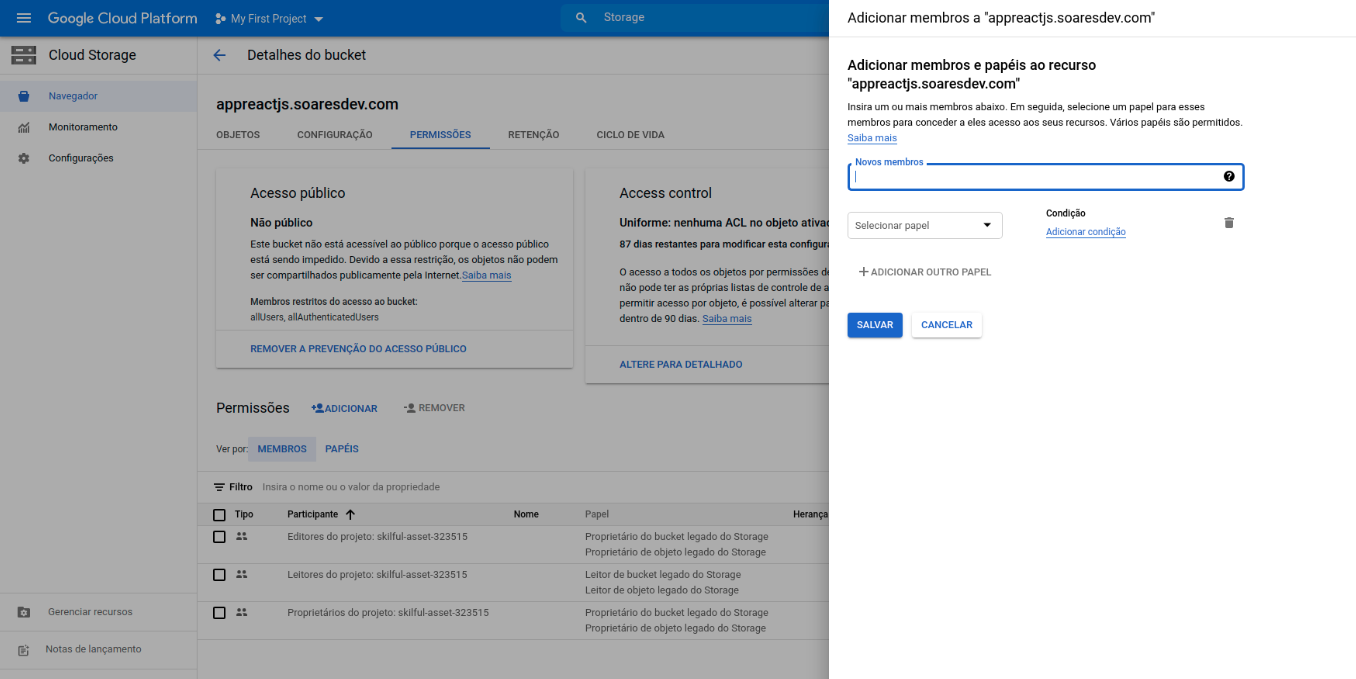 Google Cloud Platform
My First Project
Storage
Cloud Storage
Navegador
Monitoramento
Configurações
Gerenciar recursos
Notas de lançamento
Detalhes do bucket
appreactjs.soaresdev.com
OBJETOS CONFIGURAÇÃO PERMISSÕES RETENÇÃO CICLO DE VIDA
Acesso público
Não público
Este bucket não está acessível ao público porque o acesso público
está sendo impedido. Devido a essa restrição, os objetos não podem
ser compartilhados publicamente pela Internet.Saiba mais
Membros restritos do acesso ao bucket:
allUsers, allAuthenticatedUsers
REMOVER A PREVENÇÃO DO ACESSO PÚBLICO
Access control
Uniforme: nenhuma ACL no objeto ativad
87 dias restantes para modificar esta configura
O acesso a todos os objetos por permissões de
não pode ter as próprias listas de controle de a
permitir acesso por objeto, é possível alterar pa
dentro de 90 dias. Saiba mais
ALTERE PARA DETALHADO
Permissões ADICIONAR REMOVER
Ver por: MEMBROS PAPÉIS
Filtro Insira o nome ou o valor da propriedade
Tipo Participante Nome Papel Herança
Editores do projeto: skilful-asset-323515 Proprietário do bucket legado do Storage
Proprietário de objeto legado do Storage
Leitores do projeto: skilful-asset-323515 Leitor de bucket legado do Storage
Leitor de objeto legado do Storage
Proprietários do projeto: skilful-asset-323515 Proprietário do bucket legado do Storage
Proprietário de objeto legado do Storage
Adicionar membros a "appreactjs.soaresdev.com"
Adicionar membros e papéis ao recurso
"appreactjs.soaresdev.com"
Insira um ou mais membros abaixo. Em seguida, selecione um papel para esses
membros para conceder a eles acesso aos seus recursos. Vários papéis são permitidos.
Saiba mais
Novos membros
Selecionar papel
Condição
Adicionar condição
ADICIONAR OUTRO PAPEL
SALVAR CANCELAR